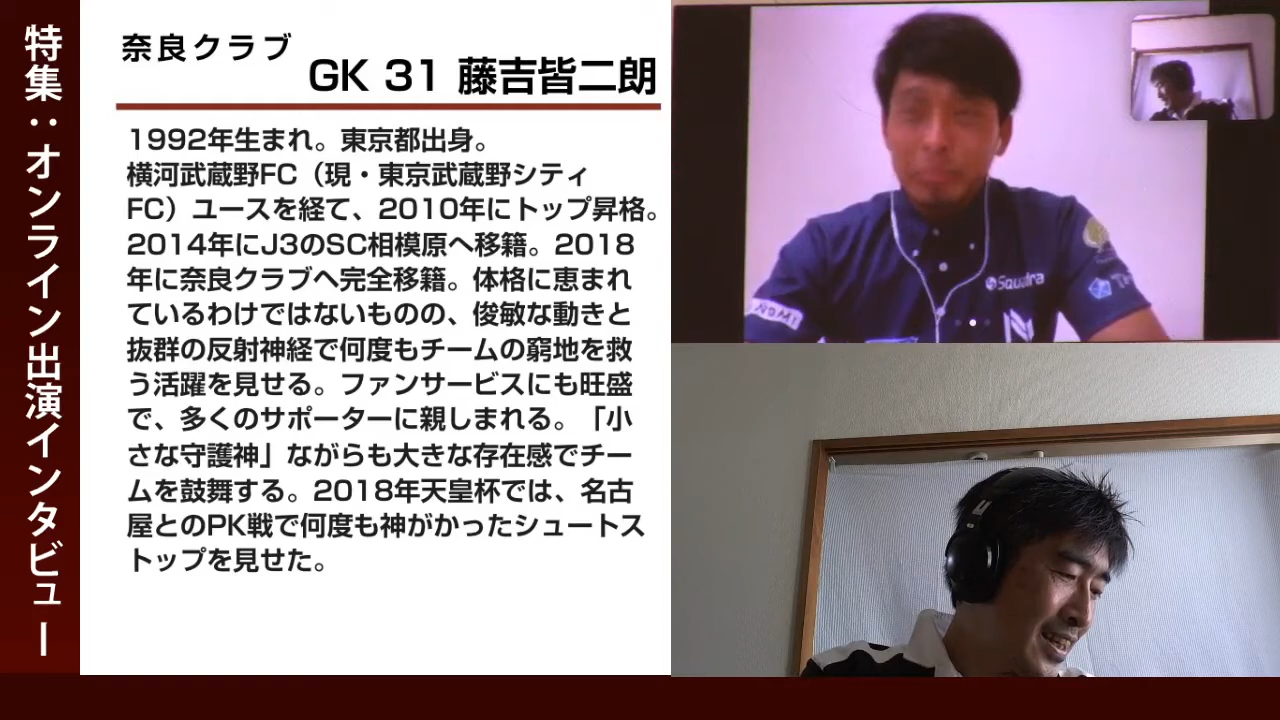 特集：オンライン出演インタビュー
奈良クラブ
GK 31 藤吉皆二朗
1992年生まれ。東京都出身。
横河武蔵野FC（現・東京武蔵野シティ
FC）ユースを経て、2010年にトップ昇格。
2014年にJ3のSC相模原へ移籍。2018
年に奈良クラブへ完全移籍。体格に恵まれ
ているわけではないものの、俊敏な動きと
抜群の反射神経で何度もチームの窮地を救
う活躍を見せる。ファンサービスにも旺盛
で、多くのサポーターに親しまれる。「小
さな守護神」ながらも大きな存在感でチー
ムを鼓舞する。2018年天皇杯では、名古
屋とのPK戦で何度も神がかったシュートス
トップを見せた。
Squadra